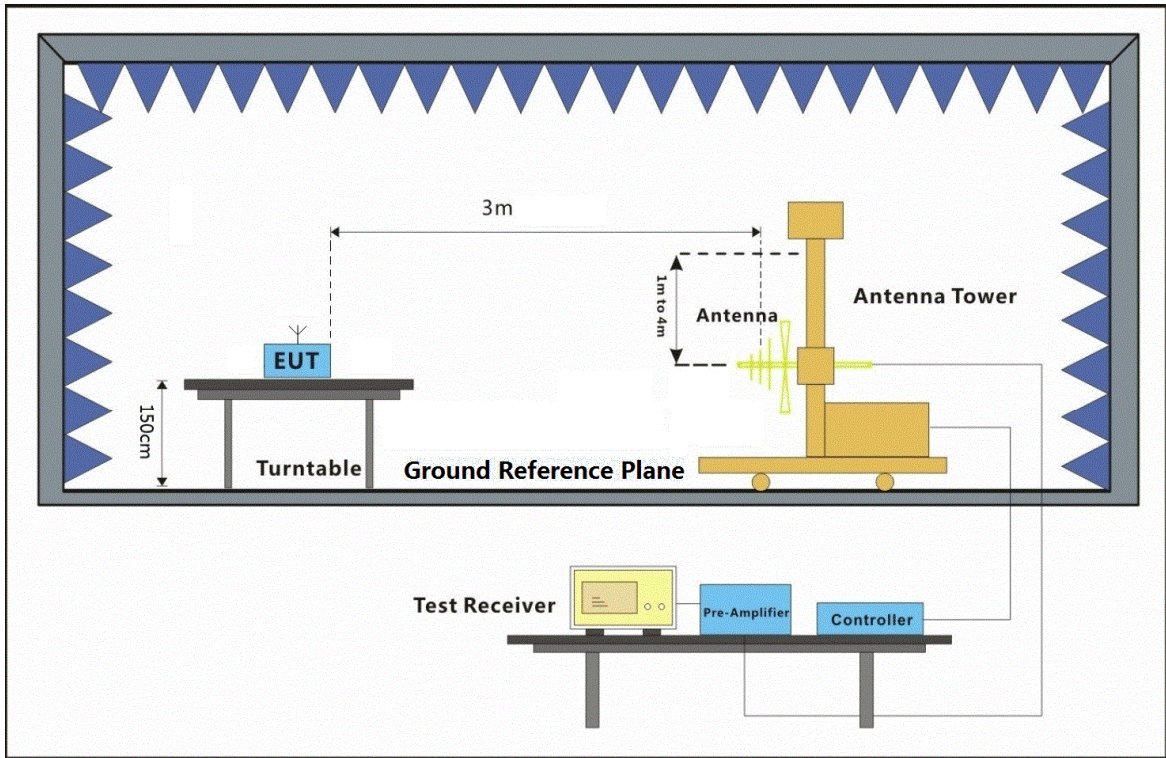 3m
1m to 4m
Antenna
Antenna Tower
EUT
150cm
Turntable
Ground Reference Plane
Test Receiver
Pre-Amplifier
Controller